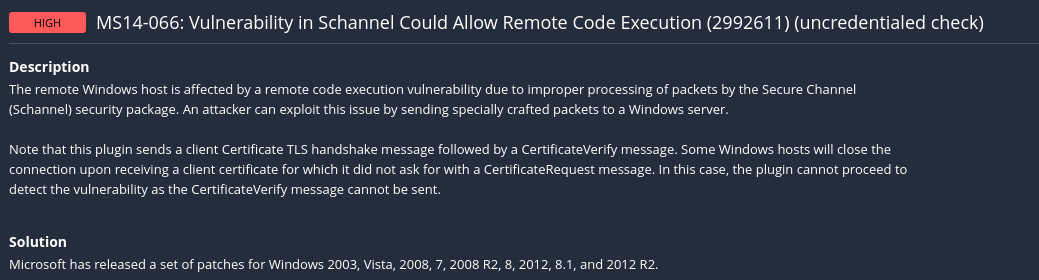 HIGH MS14-066: Vulnerability in Schannel Could Allow Remote Code Execution (2992611) (uncredentialed check)
Description
The remote Windows host is affected by a remote code execution vulnerability due to improper processing of packets by the Secure Channel
(Schannel) security package. An attacker can exploit this issue by sending specially crafted packets to a Windows server.
Note that this plugin sends a client Certificate TLS handshake message followed by a CertificateVerify message. Some Windows hosts will close the
connection upon receiving a client certificate for which it did not ask for with a CertificateRequest message. In this case, the plugin cannot proceed to
detect the vulnerability as the CertificateVerify message cannot be sent.
Solution
Microsoft has released a set of patches for Windows 2003, Vista, 2008, 7, 2008 R2, 8, 2012, 8.1, and 2012 R2.